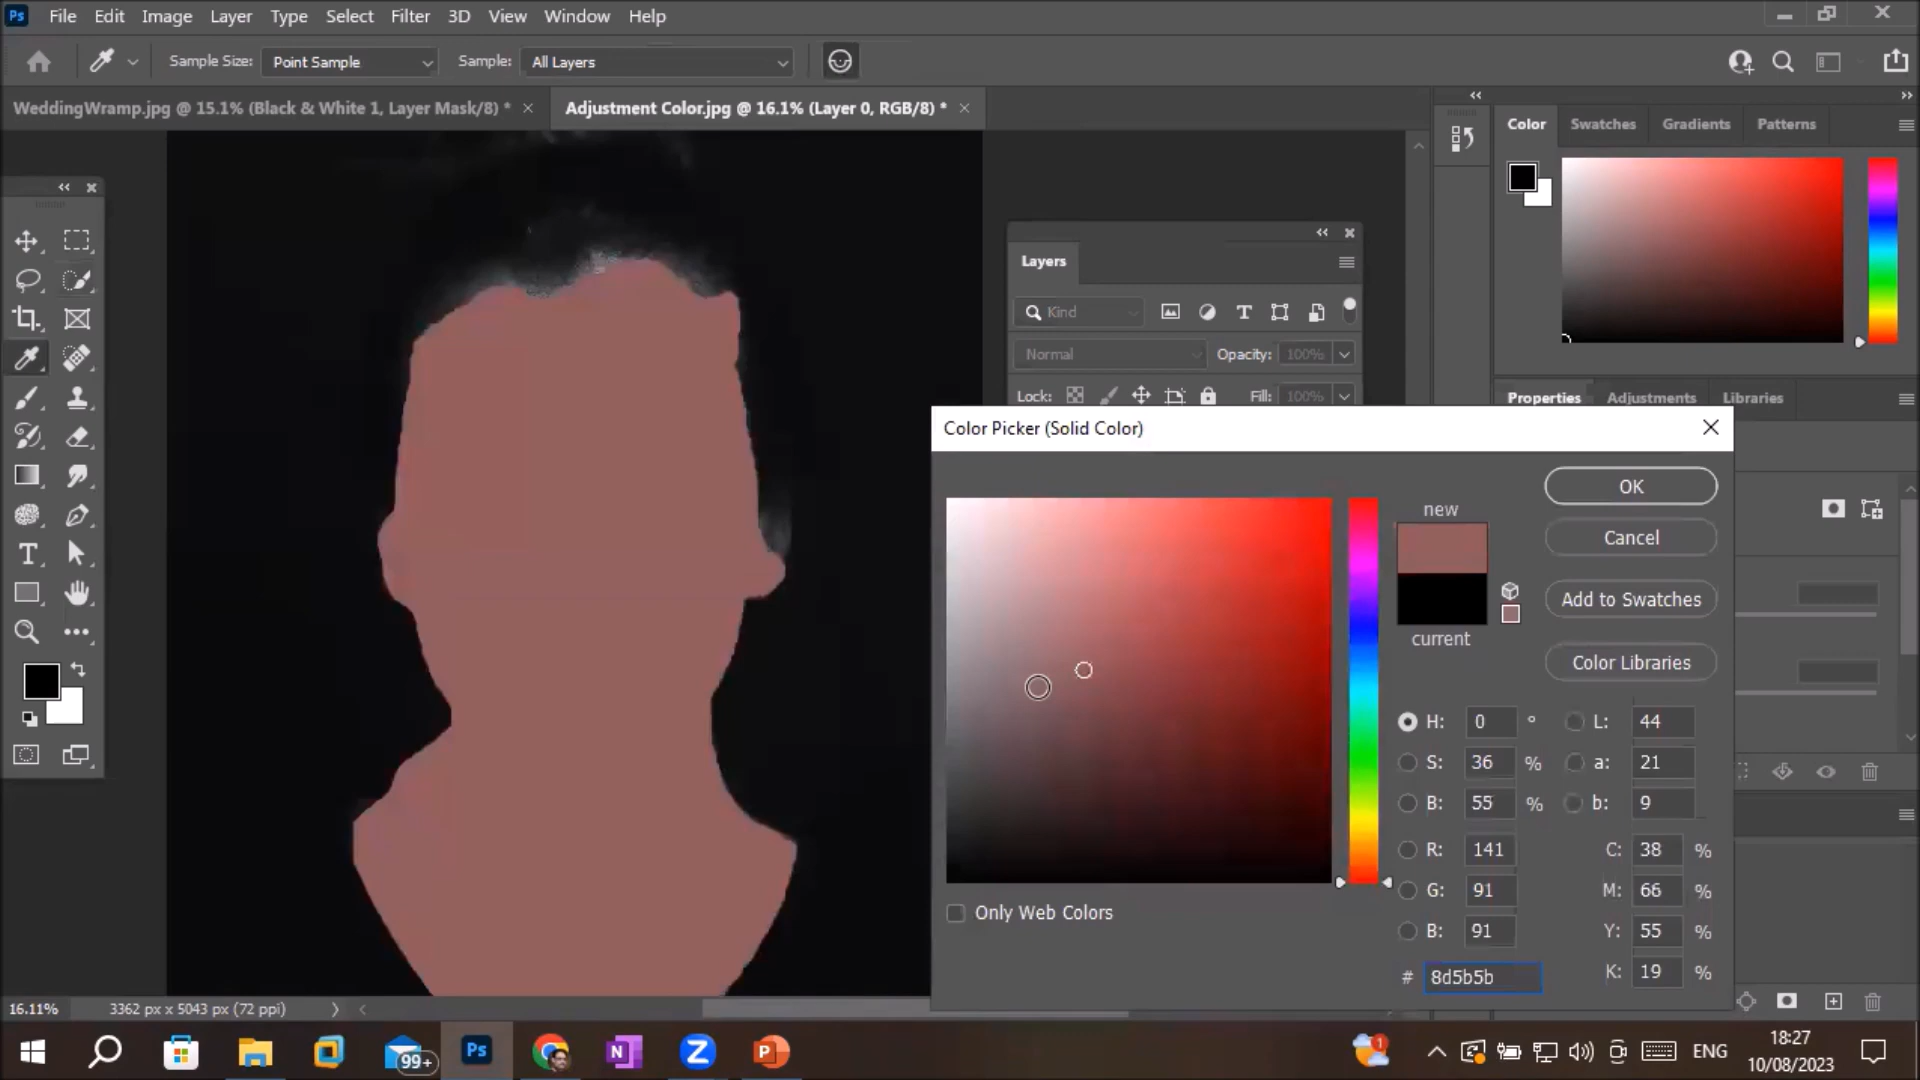 Ps File Edit Image Layer Type Select Filter 3D View Window Help
Sample Size: Point Sample Sample: All Layers
WeddingWramp.jpg @ 15.1% (Black & White 1, Layer Mask/8) * × Adjustment Color.jpg @ 16.1% (Layer 0, RGB/8) * ×
Color Swatches Gradients Patterns
Layers
Kind
Normal Opacity: 100%
Lock: Fill: 100%
Properties Adjustments Libraries
Color Picker (Solid Color)
new
current
OK
Cancel
Add to Swatches
Color Libraries
H: 0 ° L: 44
S: 36 % a: 21
B: 55 % b: 9
R: 141 C: 38 %
G: 91 M: 66 %
B: 91 Y: 55 %
# 8d5b5b K: 19 %
Only Web Colors
16.11% 3362 px x 5043 px (72 ppi)
99+ Ps N Z P 1 ENG 18:27
10/08/2023